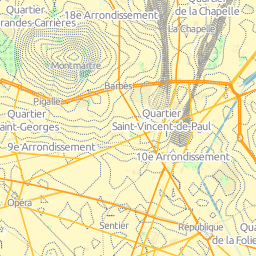 Quartier
de la Chapelle
18e Arrondissement
La Chapelle
Quartier
Grandes-Carrières
Montmartre
Barbès
Pigalle
Quartier
Saint-Georges
Quartier
Saint-Vincent-de-Paul
9e Arrondissement
10e Arrondissement
Opéra
Sentier
République
de la Folie